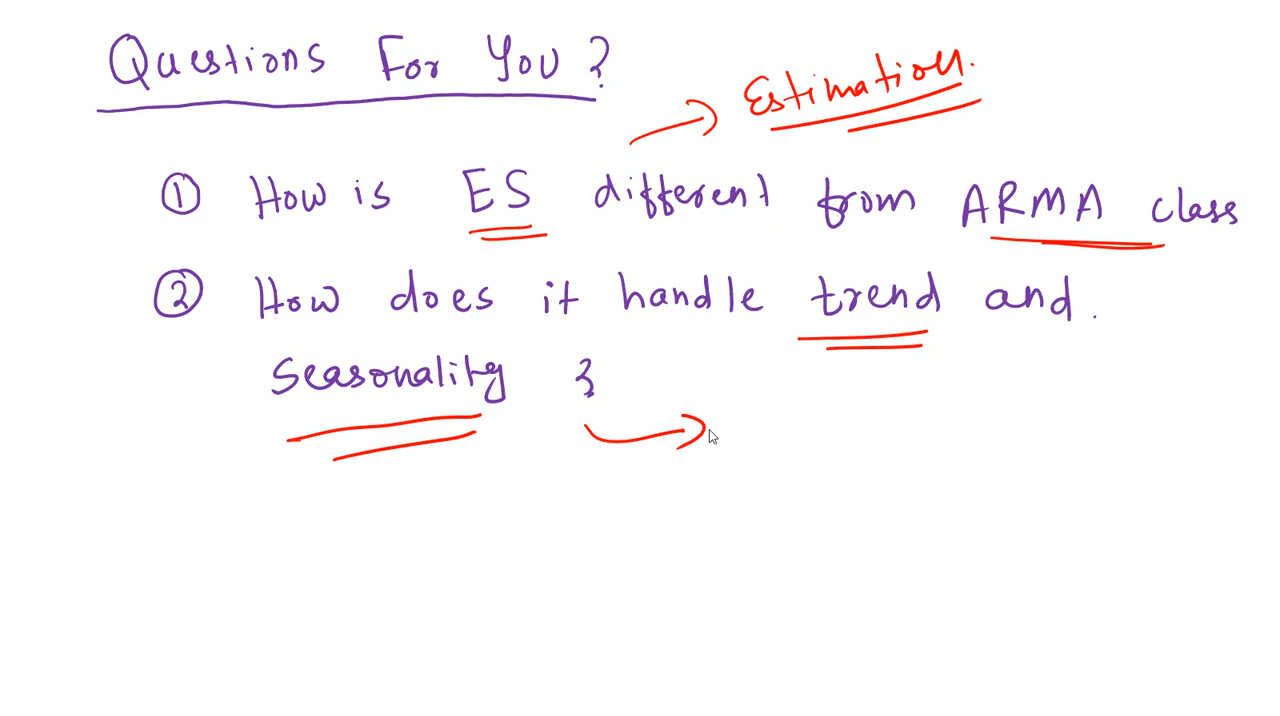 Questions For You?
Estimation.
① How is ES different from ARMA class
② How does it handle trend and.
Seasonality }